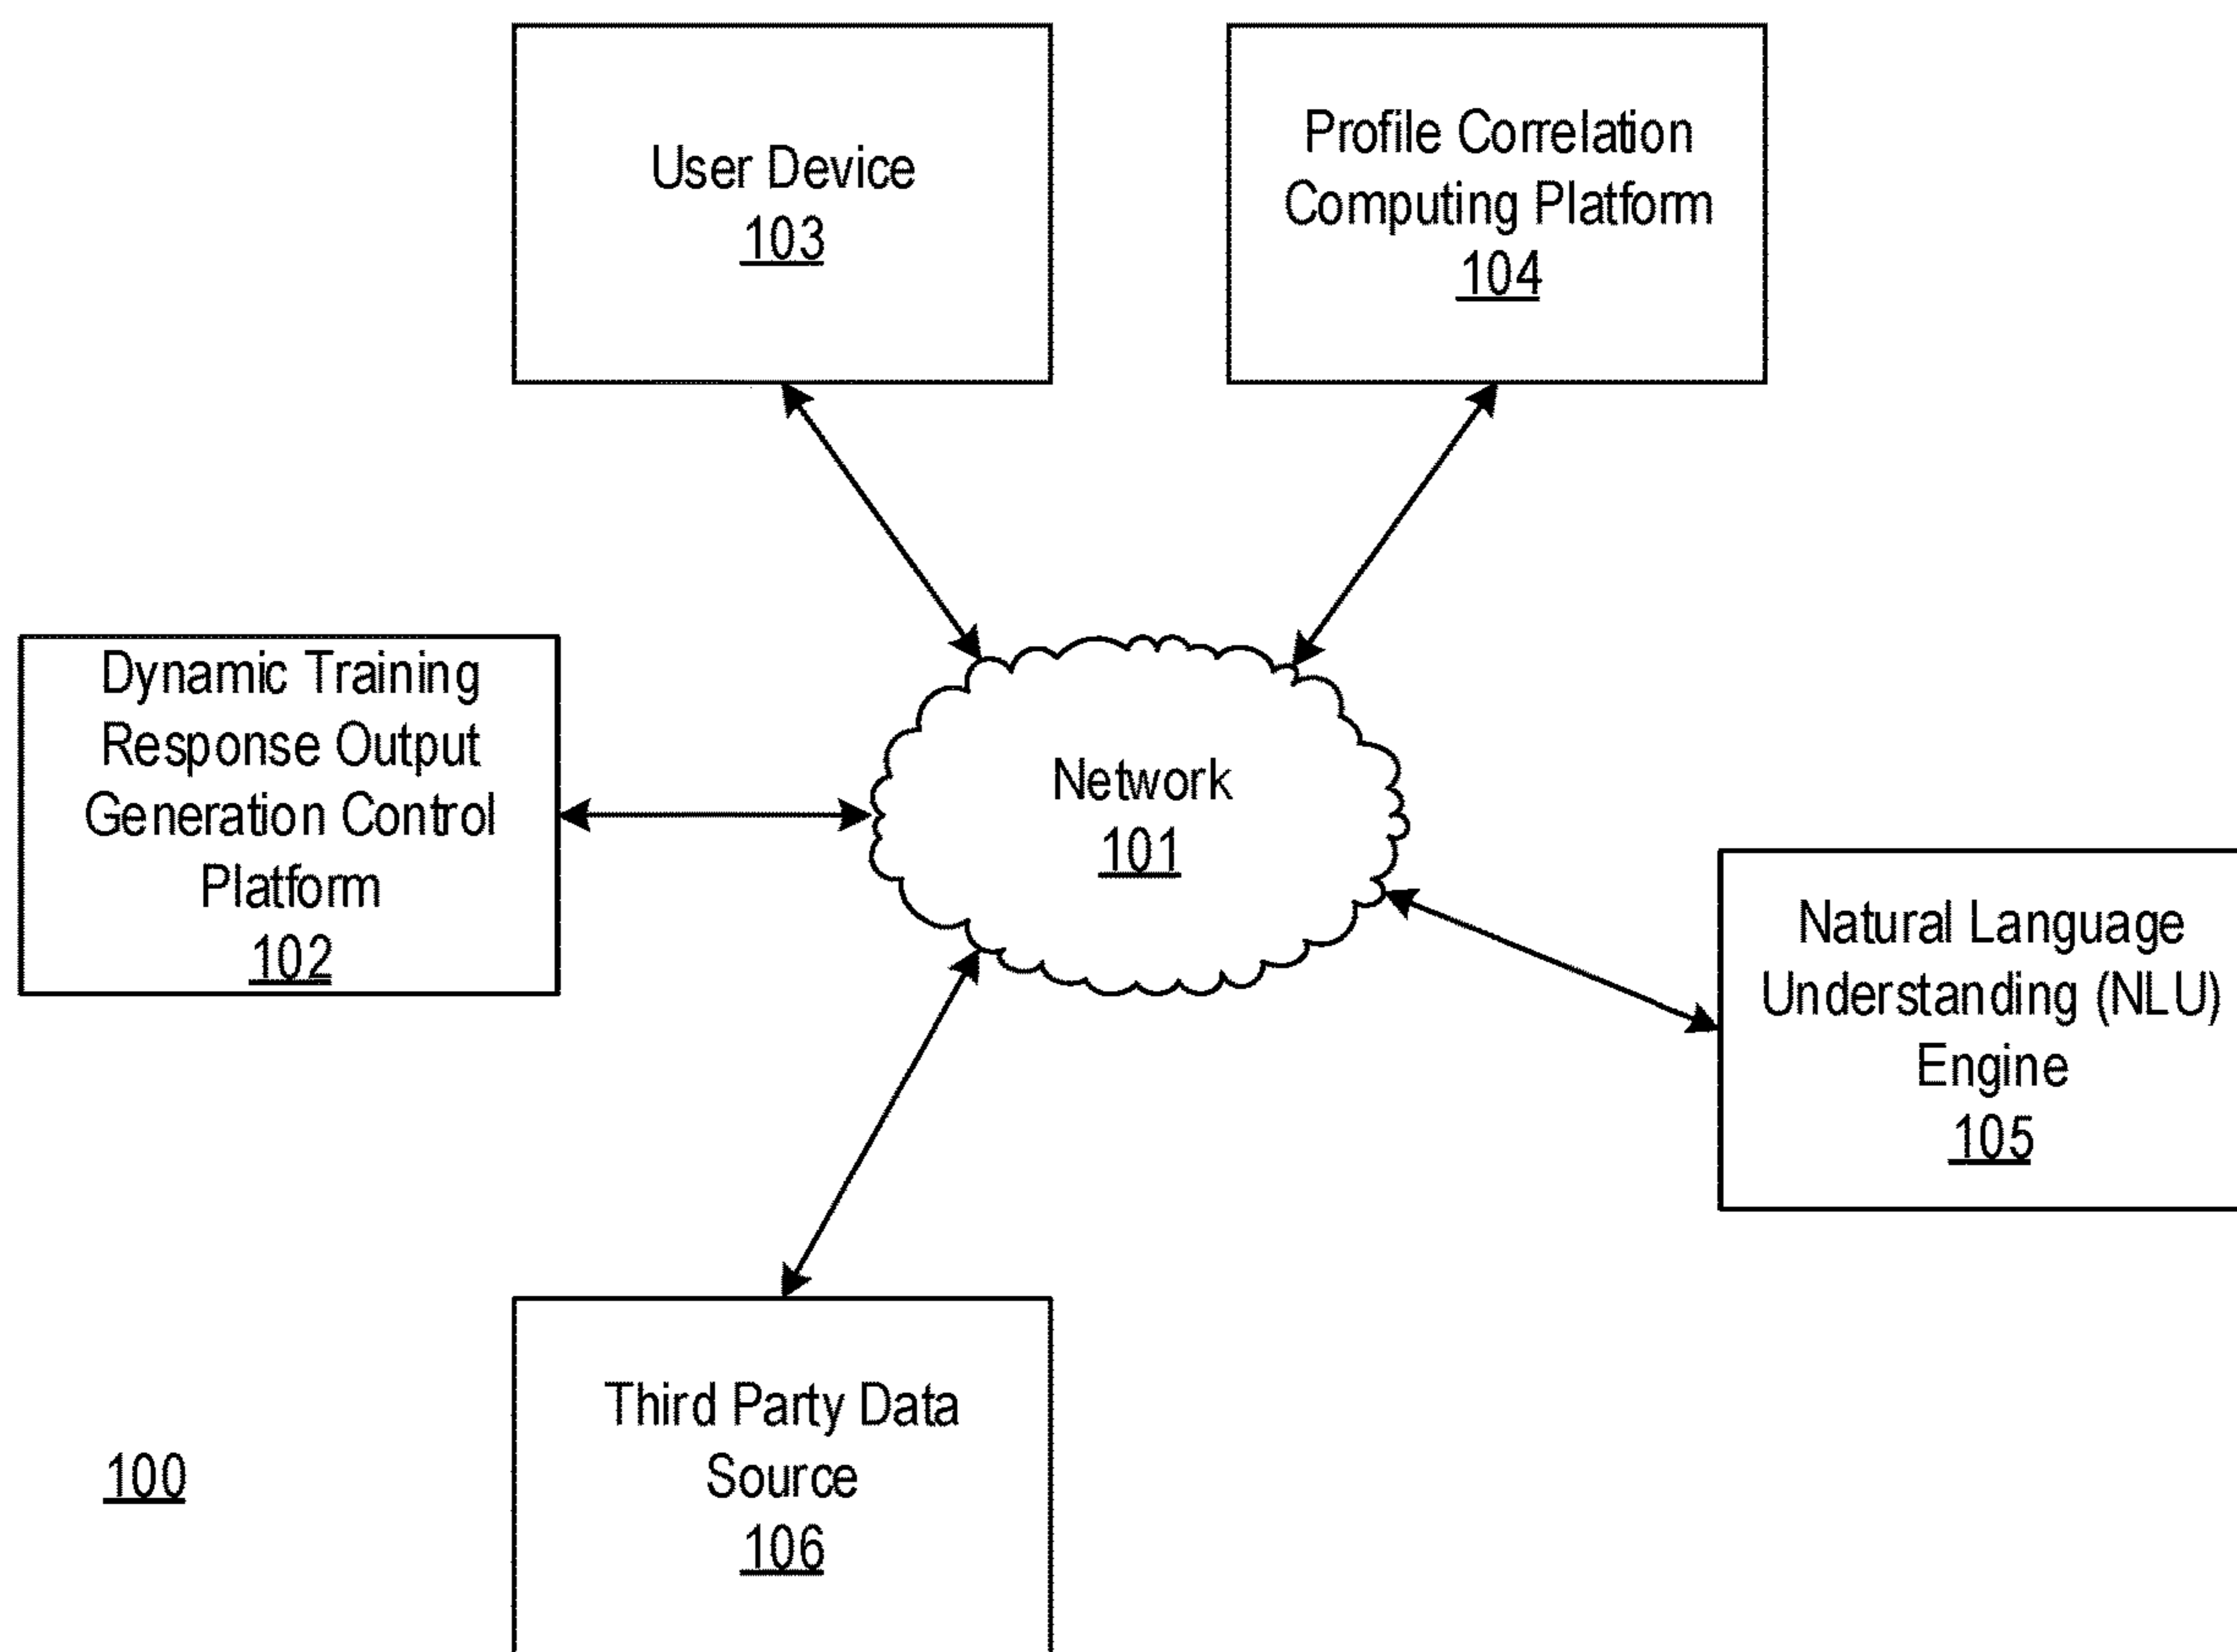 User Device
103
Profile Correlation
Computing Platform
104
Dynamic Training
Response Output
Generation Control
Platform
102
Network
101
Natural Language
Understanding (NLU)
Engine
105
Third Party Data
Source
106
100